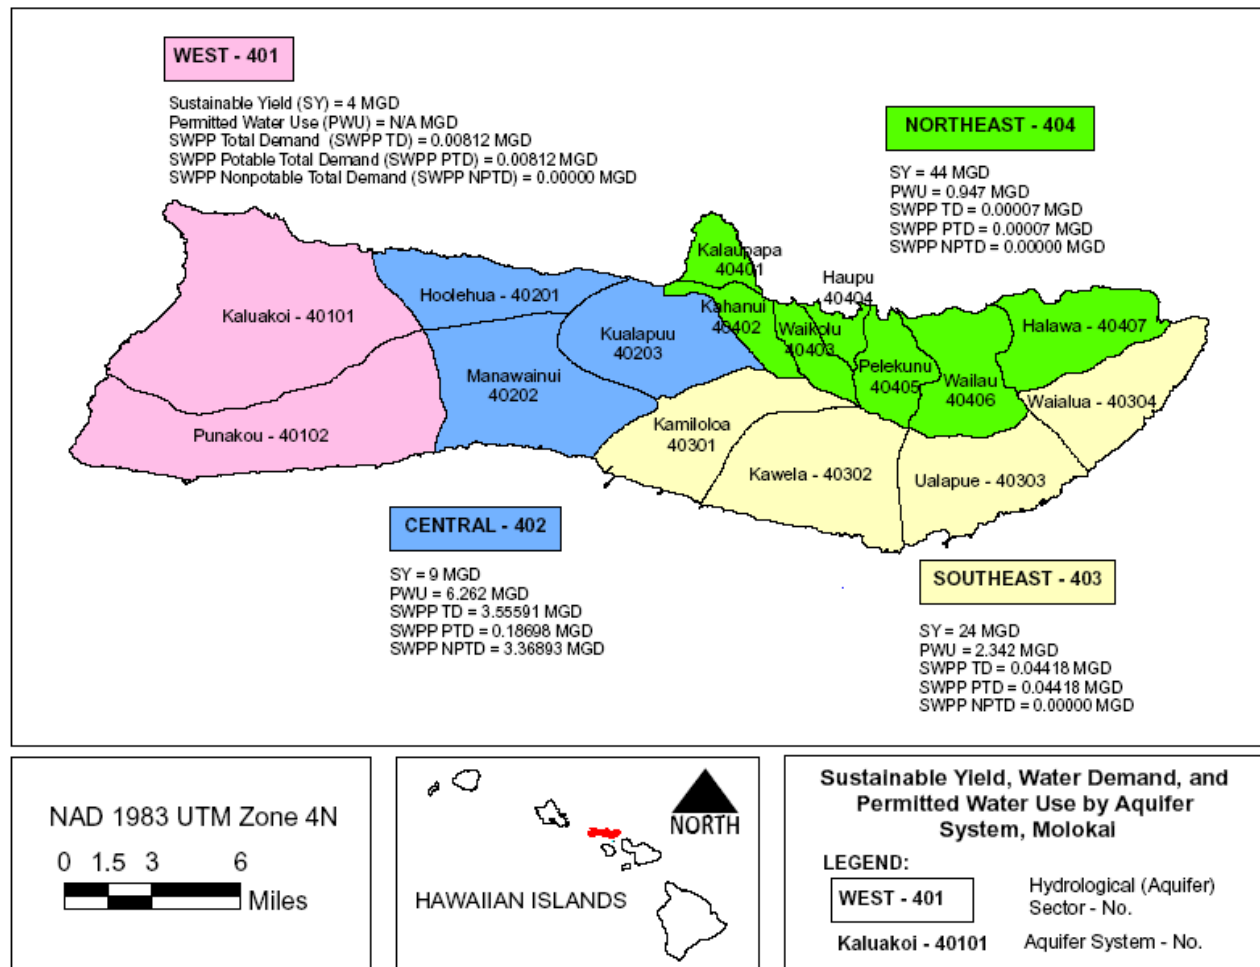 WEST - 401
Sustainable Yield (SY) = 4 MGD
Permitted Water Use (PWU) = N/A MGD
SWPP Total Demand (SWPP TD) = 0.00812 MGD
SWPP Potable Total Demand (SWPP PTD) = 0.00812 MGD
SWPP Nonpotable Total Demand (SWPP NPTD) = 0.00000 MGD
NORTHEAST - 404
SY = 44 MGD
PWU = 0.947 MGD
SWPP TD = 0.00007 MGD
SWPP PTD = 0.00007 MGD
SWPP NPTD = 0.00000 MGD
Kaluakoi - 40101
Punakou - 40102
Hoolehua - 40201
Manawainui
40202
Kualapuu
40203
Kalaupapa
40401
Kahanui
40402
Waikolu
40403
Haupu
40404
Pelekunu
40405
Wailau
40406
Halawa - 40407
Kamiloloa
40301
Kawela - 40302
Ualapue - 40303
Waialua - 40304
CENTRAL - 402
SY = 9 MGD
PWU = 6.262 MGD
SWPP TD = 3.55591 MGD
SWPP PTD = 0.18698 MGD
SWPP NPTD = 3.36893 MGD
SOUTHEAST - 403
SY = 24 MGD
PWU = 2.342 MGD
SWPP TD = 0.04418 MGD
SWPP PTD = 0.04418 MGD
SWPP NPTD = 0.00000 MGD
NAD 1983 UTM Zone 4N
0 1.5 3 6
Miles
NORTH
HAWAIIAN ISLANDS
Sustainable Yield, Water Demand, and
Permitted Water Use by Aquifer
System, Molokai
LEGEND:
WEST - 401
Hydrological (Aquifer)
Sector - No.
Kaluakoi - 40101
Aquifer System - No.